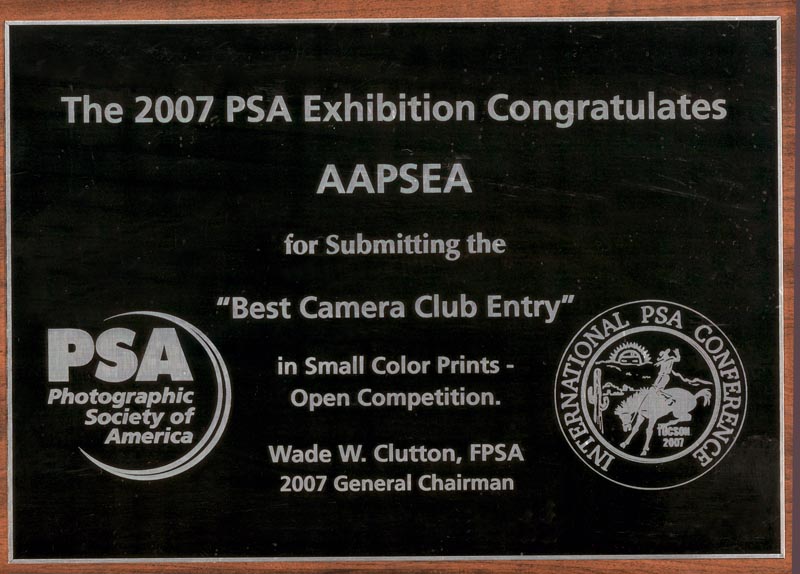 The 2007 PSA Exhibition Congratulates
AAPSEA
for Submitting the
"Best Camera Club Entry"
in Small Color Prints -
Open Competition.
Wade W. Clutton, FPSA
2007 General Chairman
PSA
Photographic
Society of
America
INTERNATIONAL PSA CONFERENCE
TUCSON
2007